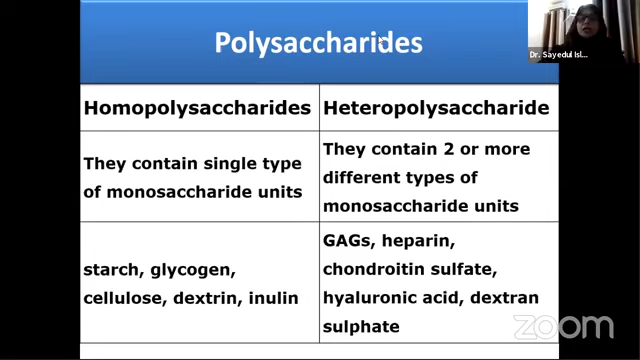 Polysaccharides
Dr. Sayedul Isl...
Homopolysaccharides
Heteropolysaccharide
They contain single type
of monosaccharide units
They contain 2 or more
different types of
monosaccharide units
starch, glycogen,
cellulose, dextrin, inulin
GAGs, heparin,
chondroitin sulfate,
hyaluronic acid, dextran
sulphate
zoom